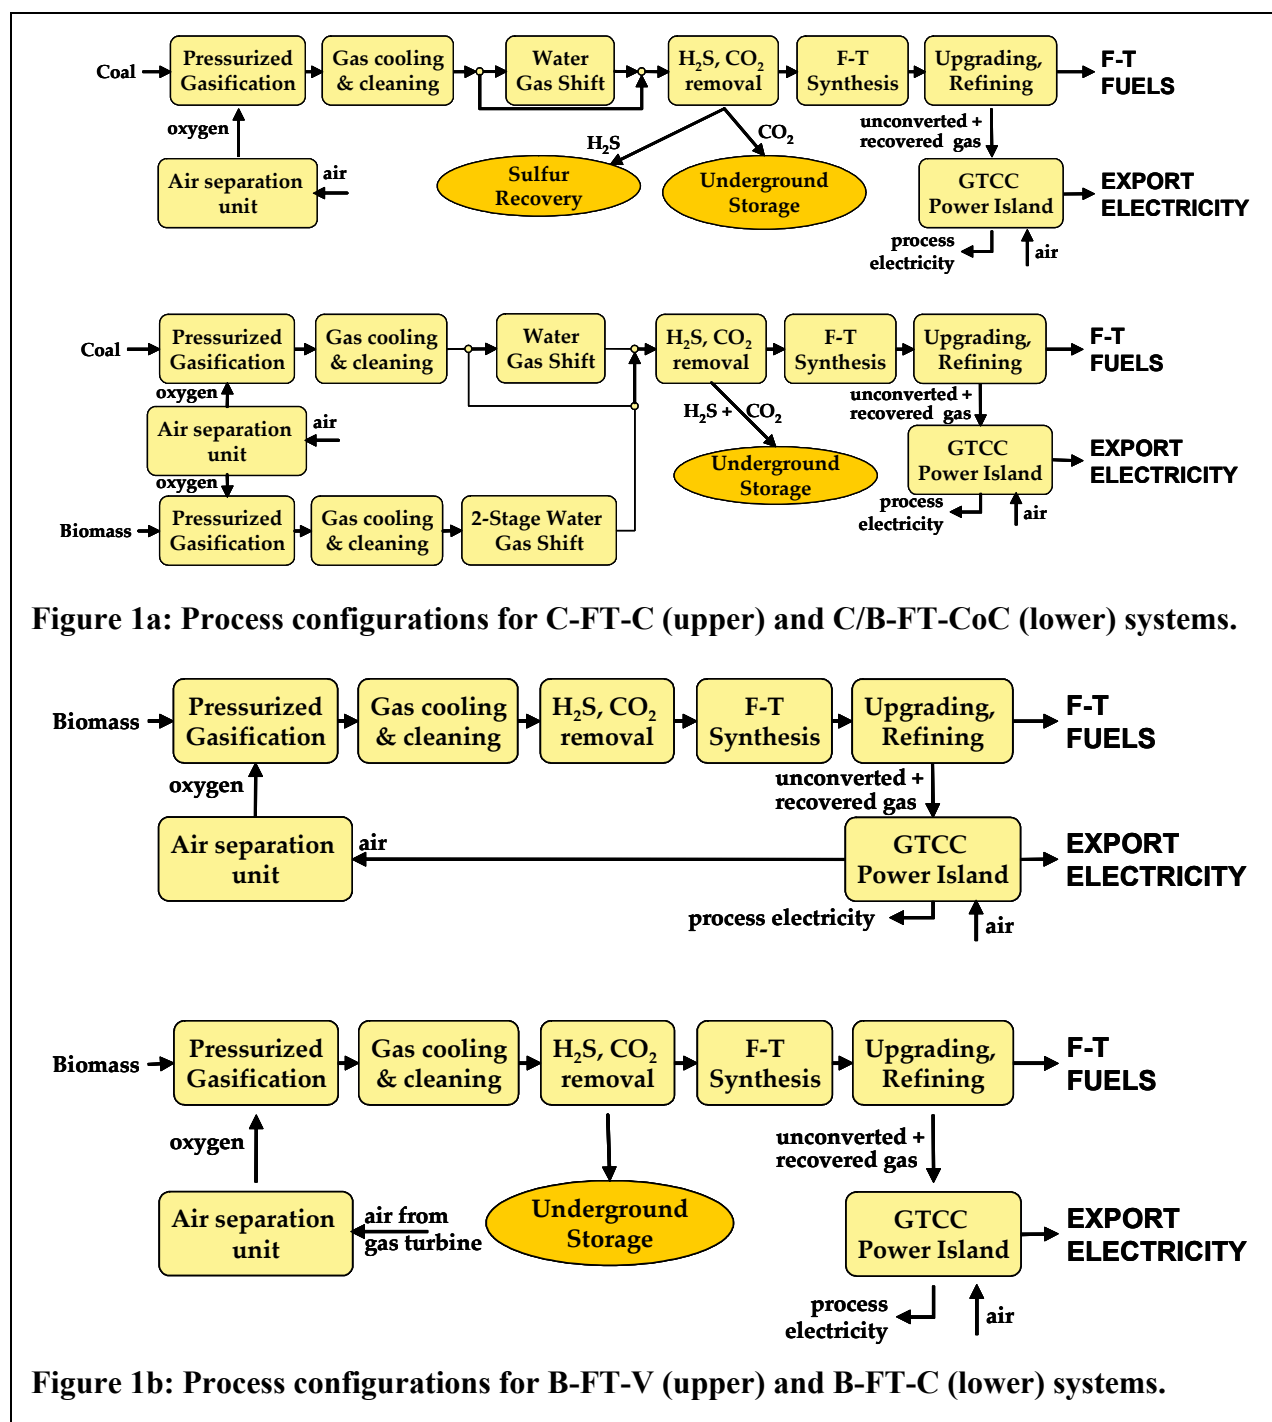 Coal
Pressurized
Gasification
Gas cooling
& cleaning
Water
Gas Shift
H₂S, CO₂
removal
F-T
Synthesis
Upgrading,
Refining
F-T
FUELS
oxygen
H₂S
CO₂
unconverted +
recovered gas
Air separation
unit
air
Sulfur
Recovery
Underground
Storage
GTCC
Power Island
EXPORT
ELECTRICITY
process
electricity
air
Coal
Pressurized
Gasification
Gas cooling
& cleaning
Water
Gas Shift
H₂S, CO₂
removal
F-T
Synthesis
Upgrading,
Refining
F-T
FUELS
oxygen
H₂S + CO₂
unconverted +
recovered gas
Air separation
unit
air
Underground
Storage
GTCC
Power Island
EXPORT
ELECTRICITY
oxygen
process
electricity
air
Biomass
Pressurized
Gasification
Gas cooling
& cleaning
2-Stage Water
Gas Shift
Figure 1a: Process configurations for C-FT-C (upper) and C/B-FT-CoC (lower) systems.
Biomass
Pressurized
Gasification
Gas cooling
& cleaning
H₂S, CO₂
removal
F-T
Synthesis
Upgrading,
Refining
F-T
FUELS
oxygen
unconverted +
recovered gas
Air separation
unit
air
GTCC
Power Island
EXPORT
ELECTRICITY
process electricity
air
Biomass
Pressurized
Gasification
Gas cooling
& cleaning
H₂S, CO₂
removal
F-T
Synthesis
Upgrading,
Refining
F-T
FUELS
oxygen
unconverted +
recovered gas
Air separation
unit
air from
gas turbine
Underground
Storage
GTCC
Power Island
EXPORT
ELECTRICITY
process
electricity
air
Figure 1b: Process configurations for B-FT-V (upper) and B-FT-C (lower) systems.